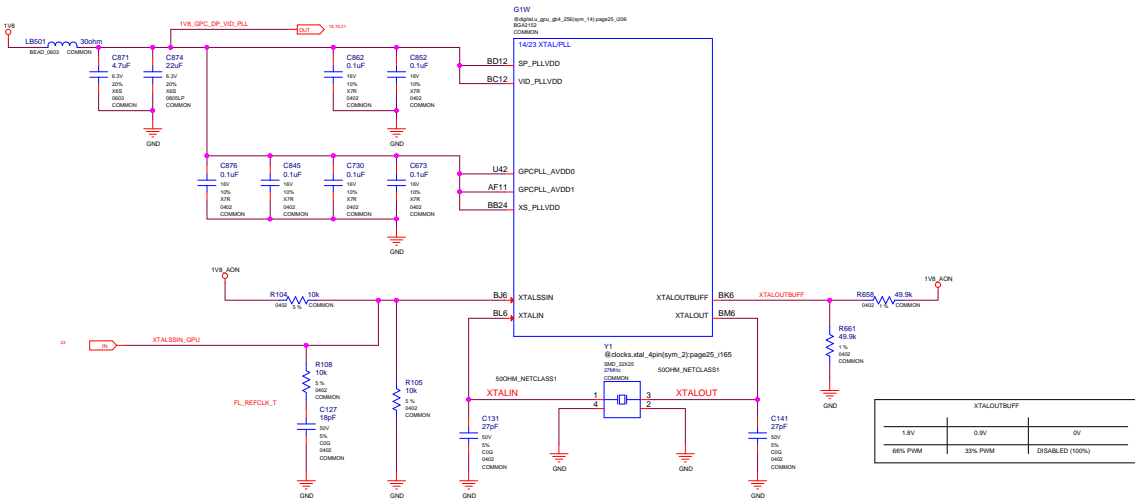 G1W
@digital.u_gpu_gb4_256(sym_14):page25_i206
BGA2152
COMMON
14/23 XTAL/PLL
1V8
1V8_GPC_DP_VID_PLL
OUT
LB501
30ohm
BEAD_0603
COMMON
C871
4.7uF
6.3V
20%
X6S
0603
COMMON
C874
22uF
6.3V
20%
X6S
0805LP
COMMON
GND
C862
0.1uF
16V
10%
X7R
0402
COMMON
C852
0.1uF
16V
10%
X7R
0402
COMMON
GND
BD12
SP_PLLVDD
BC12
VID_PLLVDD
C876
0.1uF
16V
10%
X7R
0402
COMMON
C845
0.1uF
16V
10%
X7R
0402
COMMON
C730
0.1uF
16V
10%
X7R
0402
COMMON
C673
0.1uF
16V
10%
X7R
0402
COMMON
GND
U42
GPCPLL_AVDD0
AF11
GPCPLL_AVDD1
BB24
XS_PLLVDD
1V8_AON
R104
10k
0402
5 %
COMMON
BJ6
XTALSSIN
BL6
XTALIN
XTALOUTBUFF
BK6
XTALOUT
BM6
XTALOUTBUFF
R658
49.9k
0402
1 %
COMMON
1V8_AON
R661
49.9k
1 %
0402
COMMON
GND
23
IN
XTALSSIN_GPU
R108
10k
5 %
0402
COMMON
FL_REFCLK_T
C127
18pF
50V
5%
C0G
0402
COMMON
GND
R105
10k
5 %
0402
COMMON
GND
Y1
@clocks.xtal_4pin(sym_2):page25_i165
SMD_32X25
27MHz
COMMON
50OHM_NETCLASS1
50OHM_NETCLASS1
XTALIN
1
4
3
2
XTALOUT
C131
27pF
50V
5%
C0G
0402
COMMON
GND
GND
GND
C141
27pF
50V
5%
C0G
0402
COMMON
GND
XTALOUTBUFF
1.8V
0.9V
0V
66% PWM
33% PWM
DISABLED (100%)